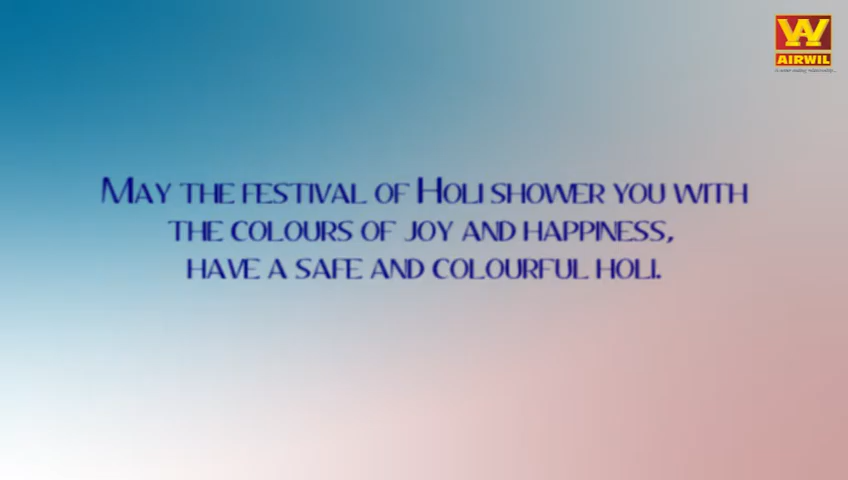 AIRWIL
MAY THE FESTIVAL OF HOLI SHOWER YOU WITH
THE COLOURS OF JOY AND HAPPINESS,
HAVE A SAFE AND COLOURFUL HOLI.